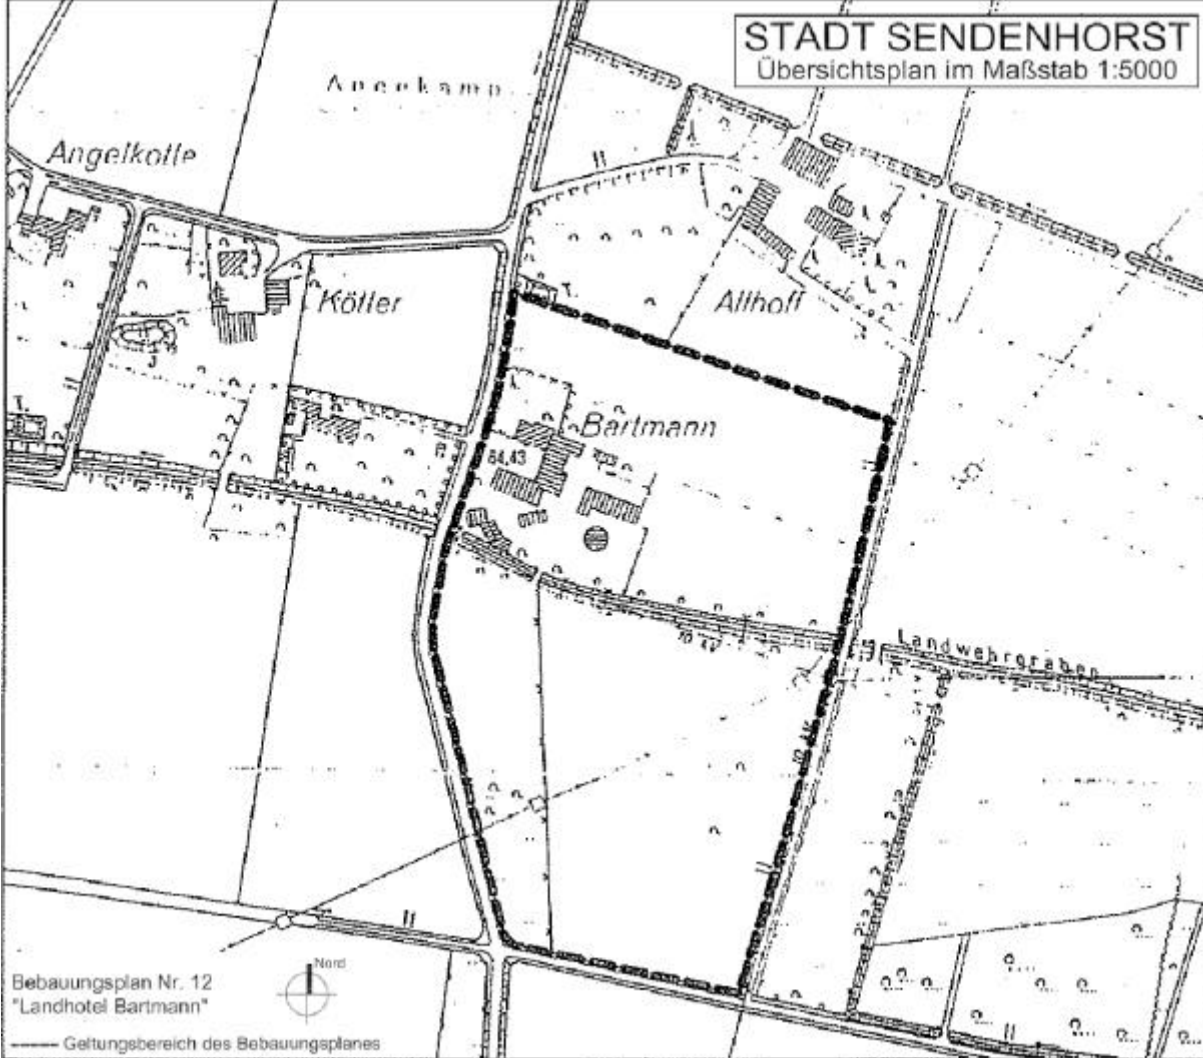 STADT SENDENHORST
Übersichtsplan im Maßstab 1:5000
Angelkotte
Kötter
Allhoff
T.
Bartmann
84,43
T.
Landwehrgraben
Nord
Bebauungsplan Nr. 12
"Landhotel Bartmann"
Geltungsbereich des Bebauungsplanes